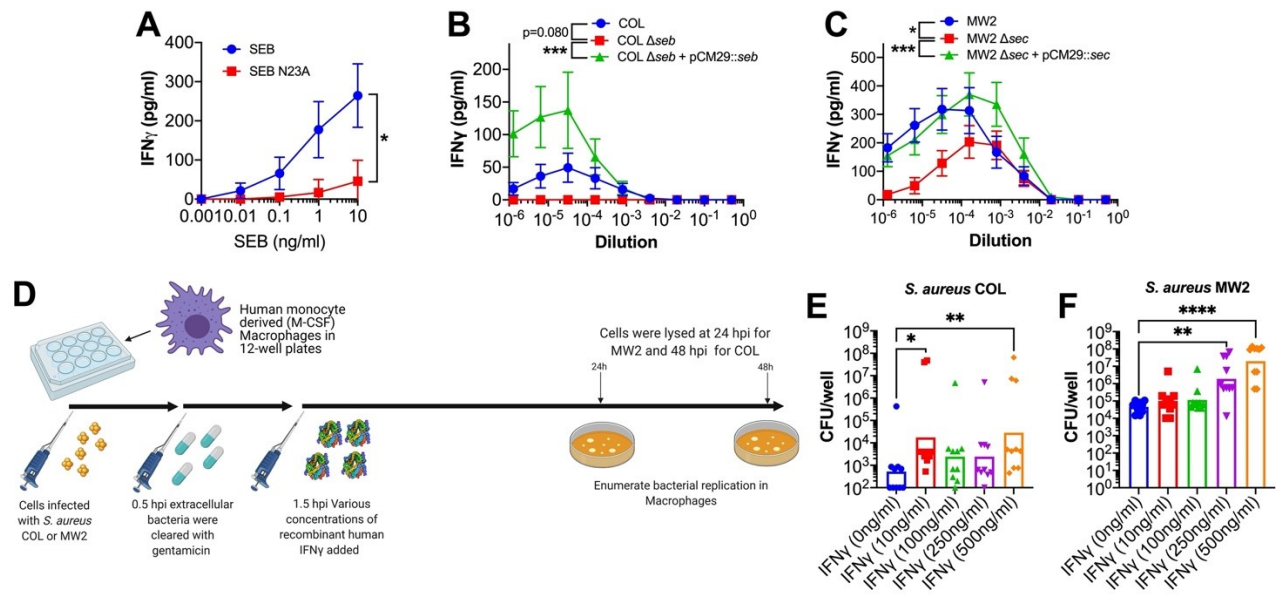 A
SEB
SEB N23A
IFNγ (pg/ml)
400
300
200
100
0
*
0.001
0.01
0.1
1
10
SEB (ng/ml)
B
p=0.080
***
COL
COL Δseb
COL Δseb + pCM29::seb
IFNγ (pg/ml)
200
150
100
50
0
10-6
10-5
10-4
10-3
10-2
10-1
100
Dilution
C
*
***
MW2
MW2 Δsec
MW2 Δsec + pCM29::sec
IFNγ (pg/ml)
500
400
300
200
100
0
10-6
10-5
10-4
10-3
10-2
10-1
100
Dilution
D
Human monocyte
derived (M-CSF)
Macrophages in
12-well plates
Cells were lysed at 24 hpi for
MW2 and 48 hpi for COL
24h
48h
Cells infected
with S. aureus
COL or MW2
0.5 hpi extracellular
bacteria were
cleared with
gentamicin
1.5 hpi Various
concentrations of
recombinant human
IFNγ added
Enumerate bacterial replication in
Macrophages
E
S. aureus COL
**
*
CFU/well
109
108
107
106
105
104
103
102
IFNγ (0ng/ml)
IFNγ (10ng/ml)
IFNγ (100ng/ml)
IFNγ (250ng/ml)
IFNγ (500ng/ml)
F
S. aureus MW2
****
**
CFU/well
109
108
107
106
105
104
103
102
101
100
IFNγ (0ng/ml)
IFNγ (10ng/ml)
IFNγ (100ng/ml)
IFNγ (250ng/ml)
IFNγ (500ng/ml)